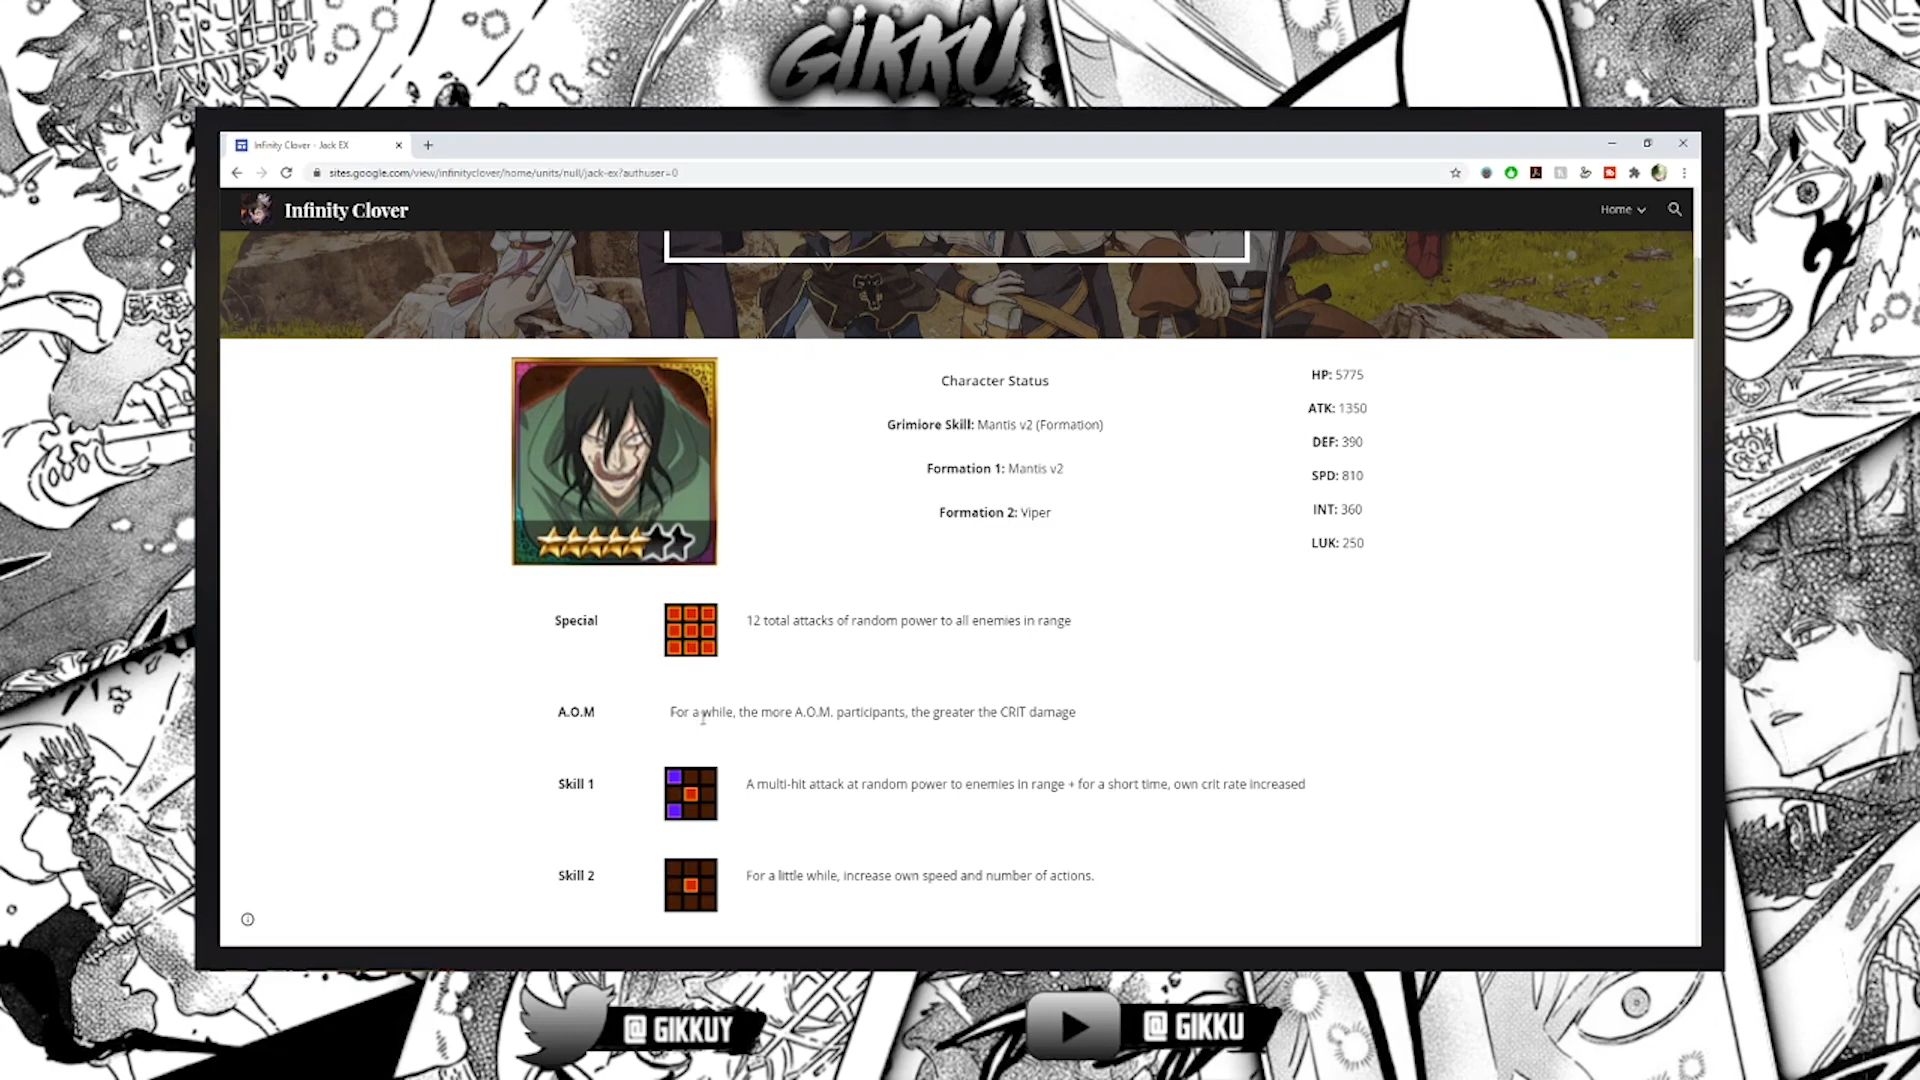 GIKKU
Infinity Clover - Jack EX
sites.google.com/view/infinityclover/home/units/null/jack-ex?authuser=0
Infinity Clover
Home
Character Status
HP: 5775
Grimiore Skill: Mantis v2 (Formation)
ATK: 1350
DEF: 390
Formation 1: Mantis v2
SPD: 810
Formation 2: Viper
INT: 360
LUK: 250
Special 12 total attacks of random power to all enemies in range
A.O.M For a while, the more A.O.M. participants, the greater the CRIT damage
Skill 1 A multi-hit attack at random power to enemies in range + for a short time, own crit rate increased
Skill 2 For a little while, increase own speed and number of actions.
@ GIKKUY
@ GIKKU